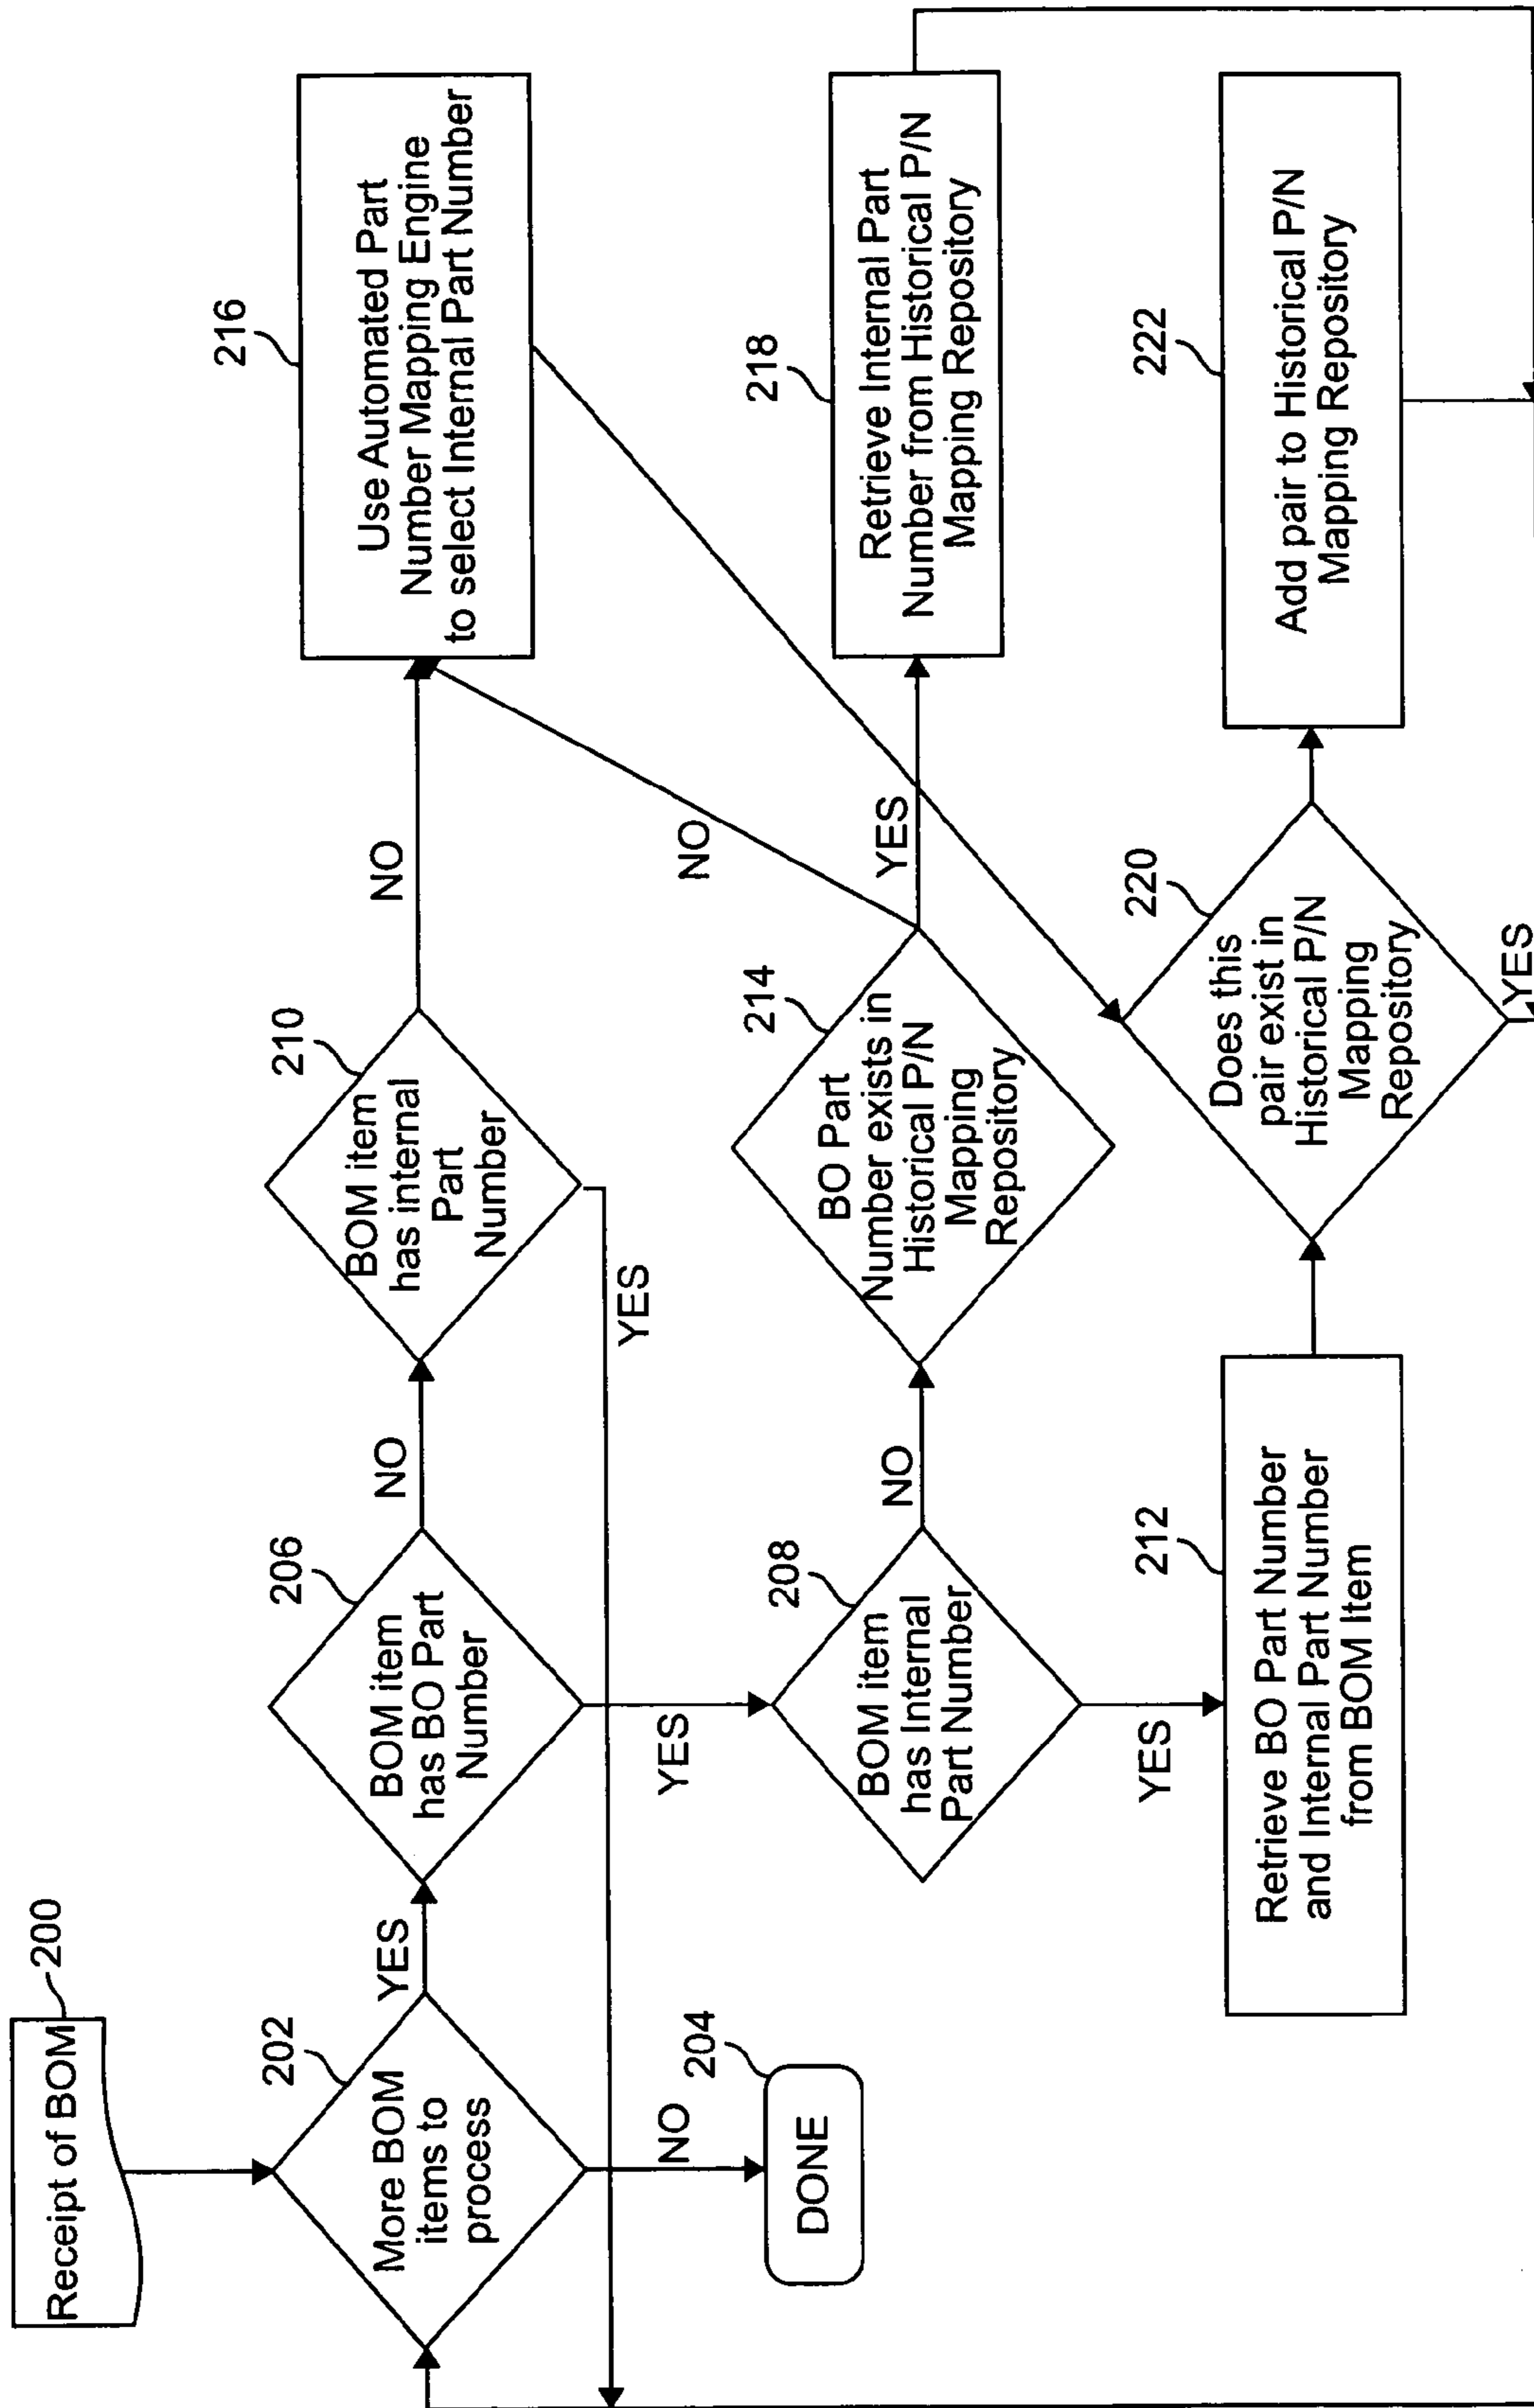 Receipt of BOM
200
202
More BOM
items to
process
YES
NO
204
DONE
206
BOM item
has BO Part
Number
NO
YES
208
BOM item
has Internal
Part Number
NO
YES
210
BOM item
has internal
Part
Number
NO
YES
212
Retrieve BO Part Number
and Internal Part Number
from BOM Item
214
BO Part
Number exists in
Historical P/N
Mapping
Repository
NO
YES
216
Use Automated Part
Number Mapping Engine
to select Internal Part Number
218
Retrieve Internal Part
Number from Historical P/N
Mapping Repository
220
Does this
pair exist in
Historical P/N
Mapping
Repository
YES
222
Add pair to Historical P/N
Mapping Repository